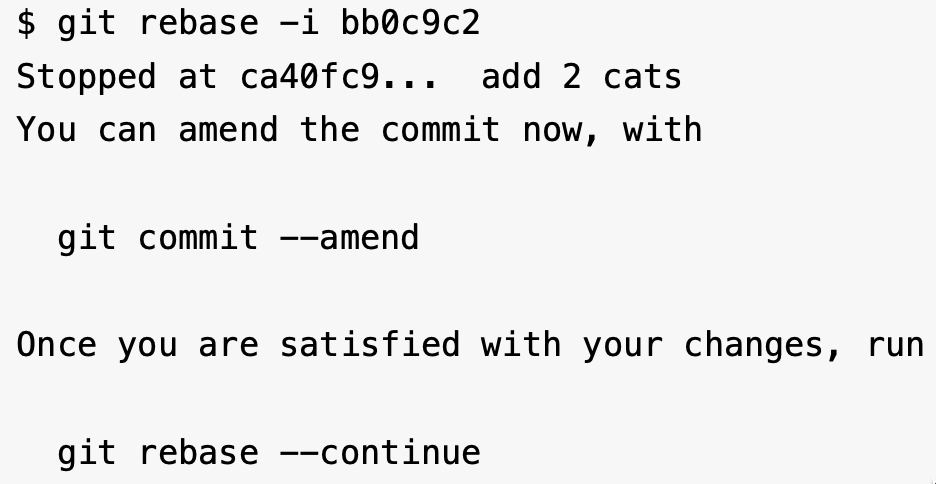 $ git rebase -i bb0c9c2
Stopped at ca40fc9... add 2 cats
You can amend the commit now, with
git commit --amend
Once you are satisfied with your changes, run
git rebase --continue